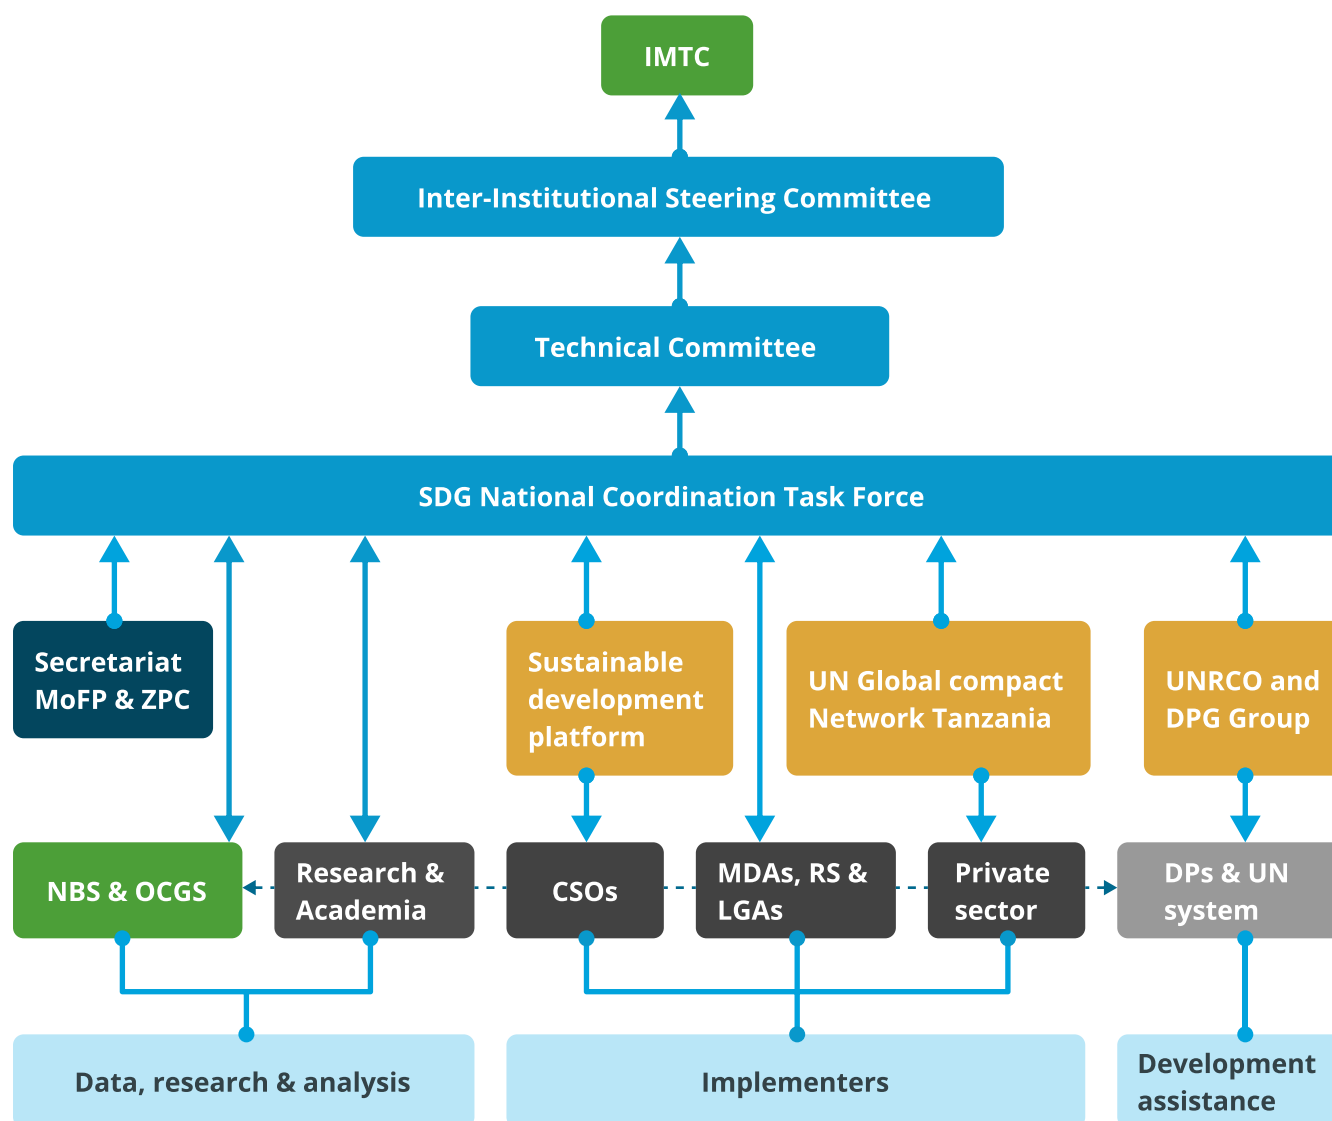 IMTC
Inter-Institutional Steering Committee
Technical Committee
SDG National Coordination Task Force
Secretariat
MoFP & ZPC
Sustainable
development
platform
UN Global compact
Network Tanzania
UNRCO and
DPG Group
NBS & OCGS
Research &
Academia
CSOs
MDAs, RS &
LGAs
Private
sector
DPs & UN
system
Data, research & analysis
Implementers
Development
assistance